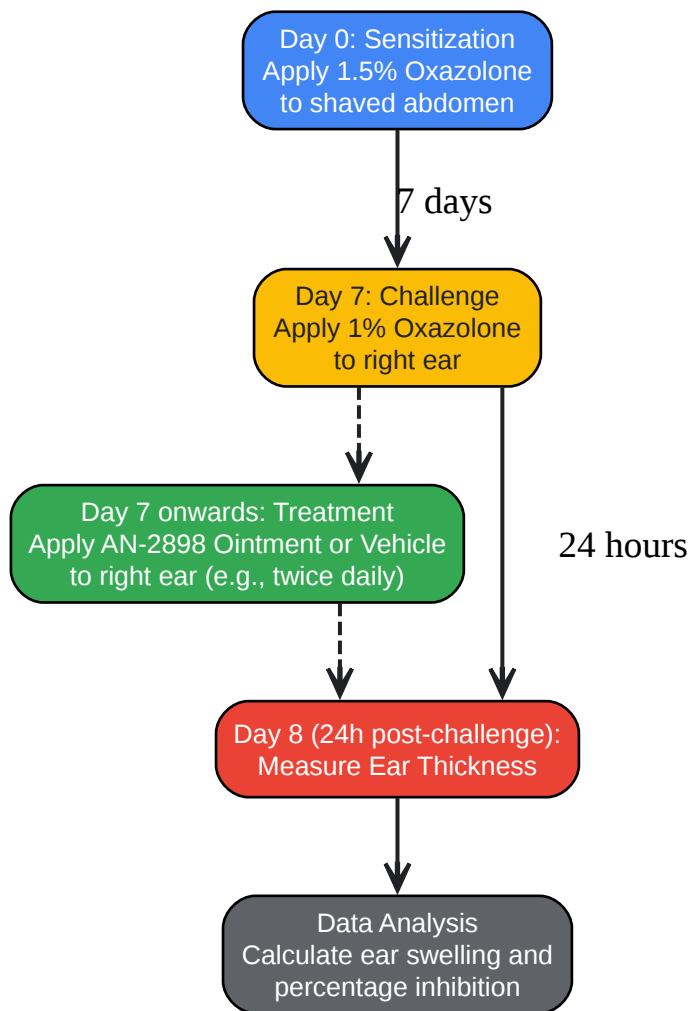 Day 0: Sensitization
Apply 1.5% Oxazolone
to shaved abdomen
7 days
Day 7: Challenge
Apply 1% Oxazolone
to right ear
Day 7 onwards: Treatment
Apply AN-2898 Ointment or Vehicle
to right ear (e.g., twice daily)
24 hours
Day 8 (24h post-challenge):
Measure Ear Thickness
Data Analysis
Calculate ear swelling and
percentage inhibition